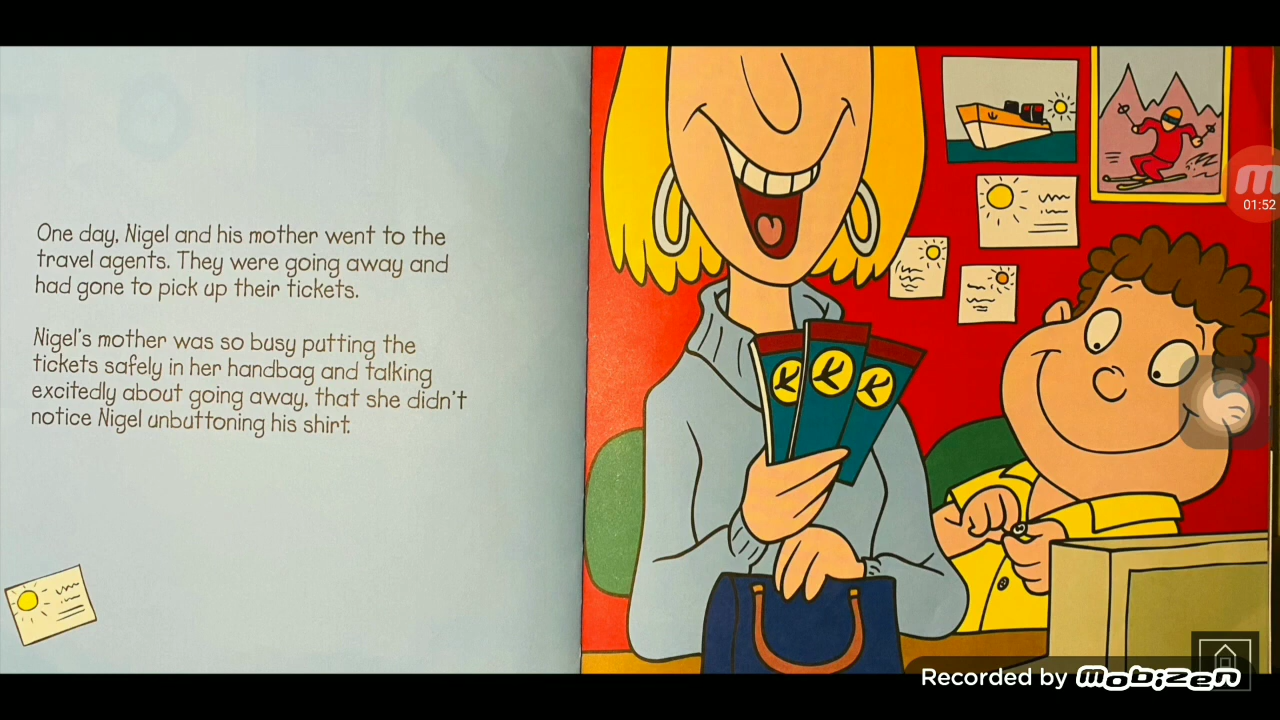 One day, Nigel and his mother went to the
travel agents. They were going away and
had gone to pick up their tickets.
Nigel's mother was so busy putting the
tickets safely in her handbag and talking
excitedly about going away, that she didn't
notice Nigel unbuttoning his shirt.
01:52
Recorded by mobizen